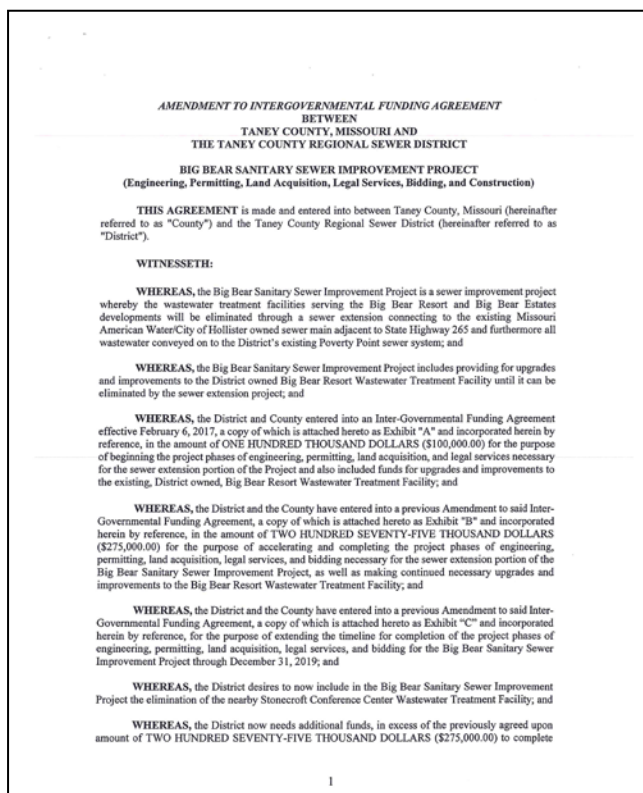 AMENDMENT TO INTERGOVERNMENTAL FUNDING AGREEMENT
BETWEEN
TANEY COUNTY, MISSOURI AND
THE TANEY COUNTY REGIONAL SEWER DISTRICT
BIG BEAR SANITARY SEWER IMPROVEMENT PROJECT
(Engineering, Permitting, Land Acquisition, Legal Services, Bidding, and Construction)
THIS AGREEMENT is made and entered into between Taney County, Missouri (hereinafter
referred to as "County") and the Taney County Regional Sewer District (hereinafter referred to as
"District").
WITNESSETH:
WHEREAS, the Big Bear Sanitary Sewer Improvement Project is a sewer improvement project
whereby the wastewater treatment facilities serving the Big Bear Resort and Big Bear Estates
developments will be eliminated through a sewer extension connecting to the existing Missouri
American Water/City of Hollister owned sewer main adjacent to State Highway 265 and furthermore all
wastewater conveyed on to the District's existing Poverty Point sewer system; and
WHEREAS, the Big Bear Sanitary Sewer Improvement Project includes providing for upgrades
and improvements to the District owned Big Bear Resort Wastewater Treatment Facility until it can be
eliminated by the sewer extension project; and
WHEREAS, the District and County entered into an Inter-Governmental Funding Agreement
effective February 6, 2017, a copy of which is attached hereto as Exhibit "A" and incorporated herein by
reference, in the amount of ONE HUNDRED THOUSAND DOLLARS ($100,000.00) for the purpose
of beginning the project phases of engineering, permitting, land acquisition, and legal services necessary
for the sewer extension portion of the Project and also included funds for upgrades and improvements to
the existing, District owned, Big Bear Resort Wastewater Treatment Facility; and
WHEREAS, the District and the County have entered into a previous Amendment to said Inter-
Governmental Funding Agreement, a copy of which is attached hereto as Exhibit "B" and incorporated
herein by reference, in the amount of TWO HUNDRED SEVENTY-FIVE THOUSAND DOLLARS
($275,000.00) for the purpose of accelerating and completing the project phases of engineering,
permitting, land acquisition, legal services, and bidding necessary for the sewer extension portion of the
Big Bear Sanitary Sewer Improvement Project, as well as making continued necessary upgrades and
improvements to the Big Bear Resort Wastewater Treatment Facility; and
WHEREAS, the District and the County have entered into a previous Amendment to said Inter-
Governmental Funding Agreement, a copy of which is attached hereto as Exhibit "C" and incorporated
herein by reference, for the purpose of extending the timeline for completion of the project phases of
engineering, permitting, land acquisition, legal services, and bidding for the Big Bear Sanitary Sewer
Improvement Project through December 31, 2019; and
WHEREAS, the District desires to now include in the Big Bear Sanitary Sewer Improvement
Project the elimination of the nearby Stonecroft Conference Center Wastewater Treatment Facility; and
WHEREAS, the District now needs additional funds, in excess of the previously agreed upon
amount of TWO HUNDRED SEVENTY-FIVE THOUSAND DOLLARS ($275,000.00) to complete
1